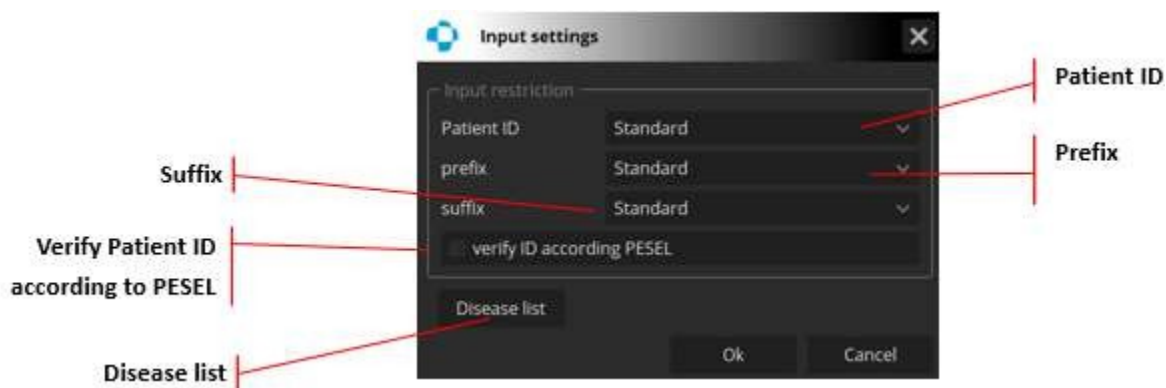 Input settings
Input restriction
Patient ID
Patient ID Standard
prefix Standard
Prefix
Suffix
suffix Standard
Verify Patient ID
according to PESEL
verify ID according PESEL
Disease list
Ok Cancel
Disease list